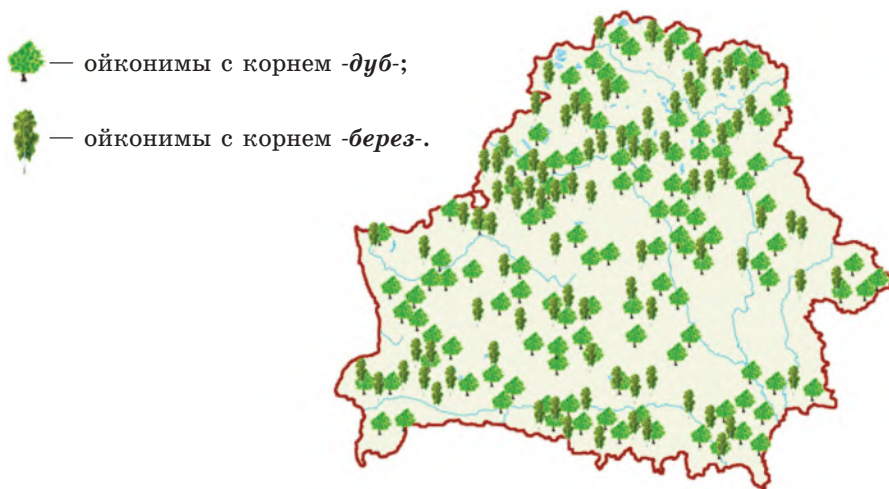 — ойконимы с корнем -дуб-;
— ойконимы с корнем -берез-.